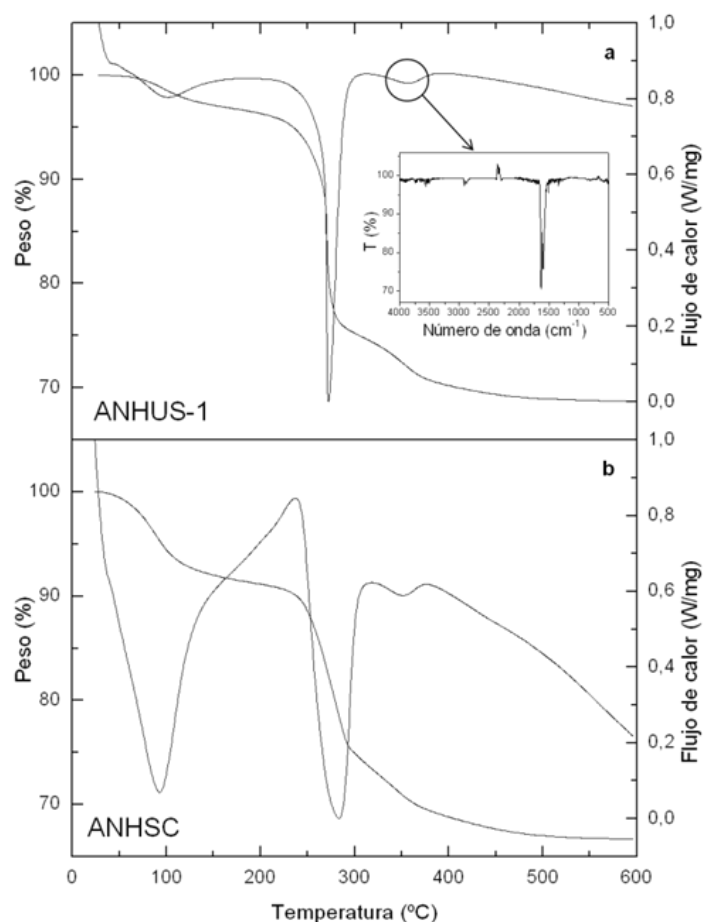 a
100
90
80
70
Peso (%)
1,0
0,8
0,6
0,4
0,2
0,0
Flujo de calor (W/mg)
100
90
80
70
T (%)
4000 3500 3000 2500 2000 1500 1000 500
Número de onda (cm-1)
ANHUS-1
b
100
90
80
70
Peso (%)
1,0
0,8
0,6
0,4
0,2
0,0
Flujo de calor (W/mg)
ANHSC
0 100 200 300 400 500 600
Temperatura (ºC)